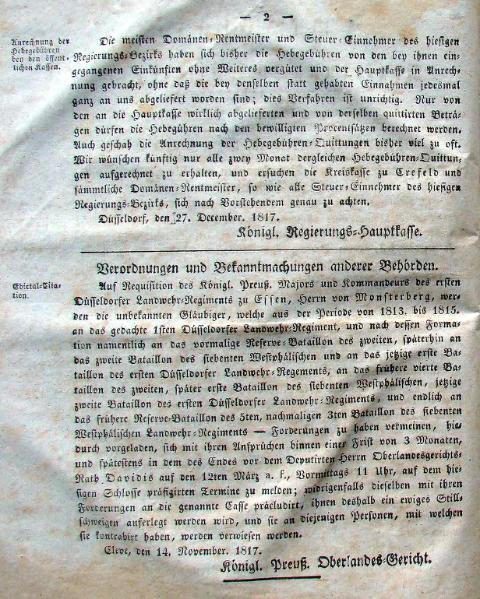 — 2 —
Anrechnung der
Hebegebühren
bey den öffent-
lichen Kassen.
Die meisten Domänen-Rentmeister und Steuer-Einnehmer des hiesigen
Regierungs-Bezirks haben sich bisher die Hebegebühren von den bey ihnen ein-
gegangenen Einkünften ohne Weiteres vergütet und der Hauptkasse in Anrech-
nung gebracht, ohne daß die bey denselben statt gehabten Einnahmen jedesmal
ganz an uns abgeliefert worden sind; dies Verfahren ist unrichtig. Nur von
den an die Hauptkasse wirklich abgelieferten und von derselben quittirten Beträ-
gen dürfen die Hebegühren nach den bewilligten Procentsätzen berechnet werden.
Auch geschah die Anrechnung der Hebegebühren-Quittungen bisher viel zu oft.
Wir wünschen künftig nur alle zwey Monat dergleichen Hebegebühren-Quittun-
gen aufgerechnet zu erhalten, und ersuchen die Kreiskasse zu Crefeld und
sämmtliche Domänen-Rentmeister, so wie alle Steuer-Einnehmer des hiesigen
Regierungs-Bezirks, sich nach Vorstehendem genau zu achten.
Düsseldorf, den 27. December. 1817.
Königl. Regierungs-Hauptkasse.
Verordnungen und Bekanntmachungen anderer Behörden.
Edictal-Cita-
tion.
Auf Requisition des Königl. Preuß. Majors und Kommandeurs des ersten
Düsseldorfer Landwehr-Regiments zu Essen, Herrn von Monsterberg, wer-
den die unbekannten Gläubiger, welche aus der Periode von 1813. bis 1815.
an das gedachte 1sten Düsseldorfer Landwehr-Regiment, und nach dessen Forma-
tion namentlich an das vormalige Reserve-Bataillon des zweiten, späterhin an
das zweite Bataillon des siebenten Westphälischen und an das jetzige erste Ba-
taillon des ersten Düsseldorfer Landwehr-Regements, an das frühere vierte Ba-
taillon des zweiten, später erste Bataillon des siebenten Westphälischen, jetzige
zweite Bataillon des ersten Düsseldorfer Landwehr-Regiments, und endlich an
das frühere Reserve-Bataillon des 5ten, nachmaligen 3ten Bataillon des siebenten
Westphälischen Landwehr-Regiments — Forderungen zu haben vermeinen, hie-
durch vorgeladen, sich mit ihren Ansprüchen binnen einer Frist von 3 Monaten,
und spätestens in dem des Endes vor dem Deputirten Herrn Oberlandesgerichts-
Rath Davidis auf den 12ten März a. f., Vormittags 11 Uhr, auf dem hie-
sigen Schlosse präfigirten Termine zu melden; widrigenfalls dieselben mit ihren
Forderungen an die genannte Casse präcludirt, ihnen deshalb ein ewiges Still-
schweigen auferlegt werden wird, und sie an diejenigen Personen, mit welchen
sie kontrahirt haben, werden verwiesen werden.
Cleve, den 14. November. 1817.
Königl. Preuß. Oberlandes-Gericht.